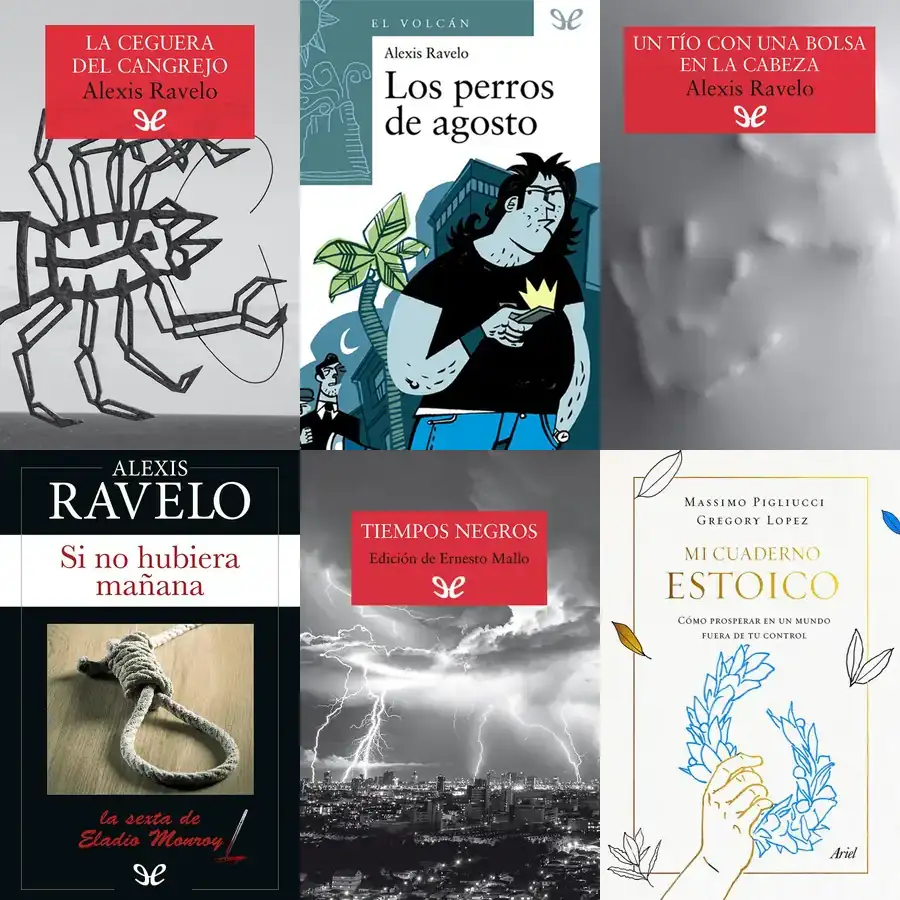 LA CEGUERA
DEL CANGREJO
Alexis Ravelo
EL VOLCÁN
Alexis Ravelo
Los perros
de agosto
UN TÍO CON UNA BOLSA
EN LA CABEZA
Alexis Ravelo
ALEXIS
RAVELO
Si no hubiera
mañana
la sexta de
Eladio Monroy
TIEMPOS NEGROS
Edición de Ernesto Mallo
MASSIMO PIGLIUCCI
GREGORY LOPEZ
MI CUADERNO
ESTOICO
CÓMO PROSPERAR EN UN MUNDO
FUERA DE TU CONTROL
Ariel